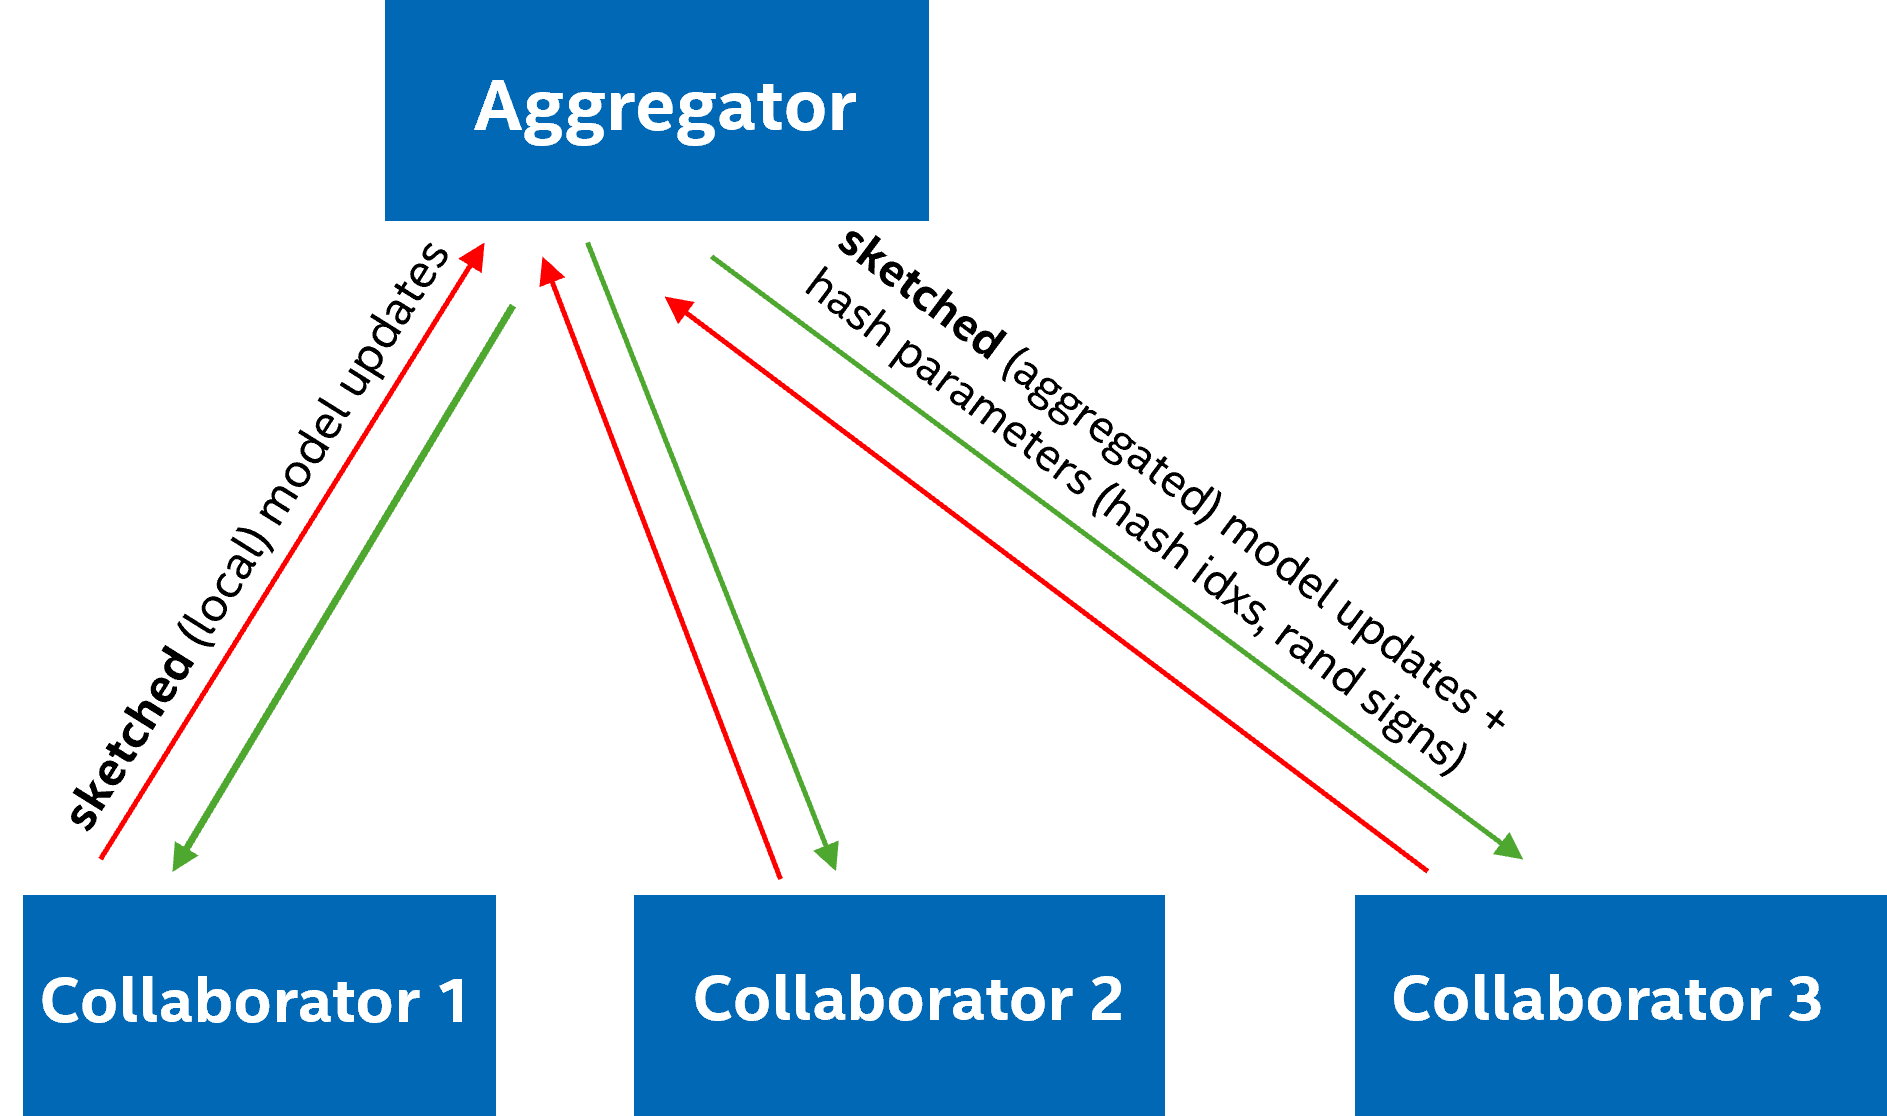 Aggregator
sketched (local) model updates
sketched (aggregated) model updates +
hash parameters (hash idxs, rand signs)
Collaborator 1
Collaborator 2
Collaborator 3